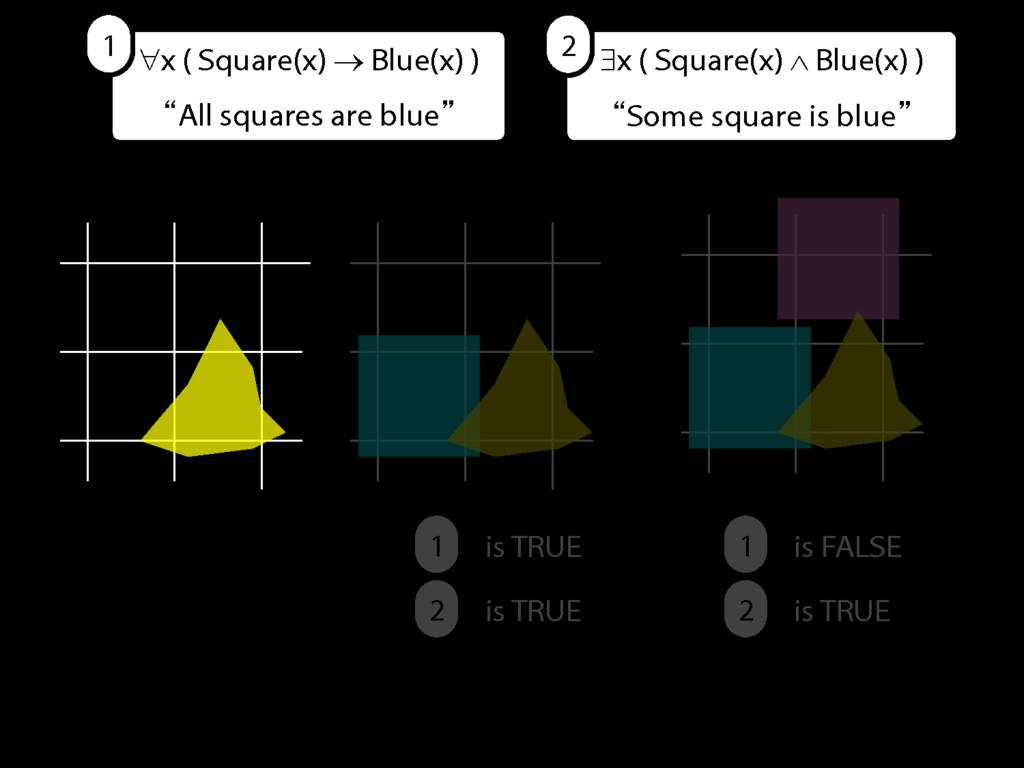 1
∀x ( Square(x) → Blue(x) )
“All squares are blue”
2
∃x ( Square(x) ∧ Blue(x) )
“Some square is blue”
1 is TRUE
2 is TRUE
1 is FALSE
2 is TRUE